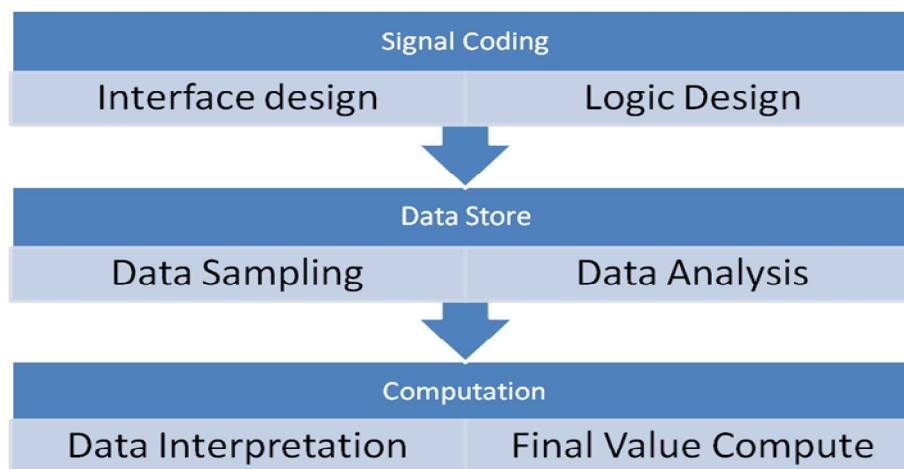 Signal Coding
Interface design
Logic Design
Data Store
Data Sampling
Data Analysis
Computation
Data Interpretation
Final Value Compute